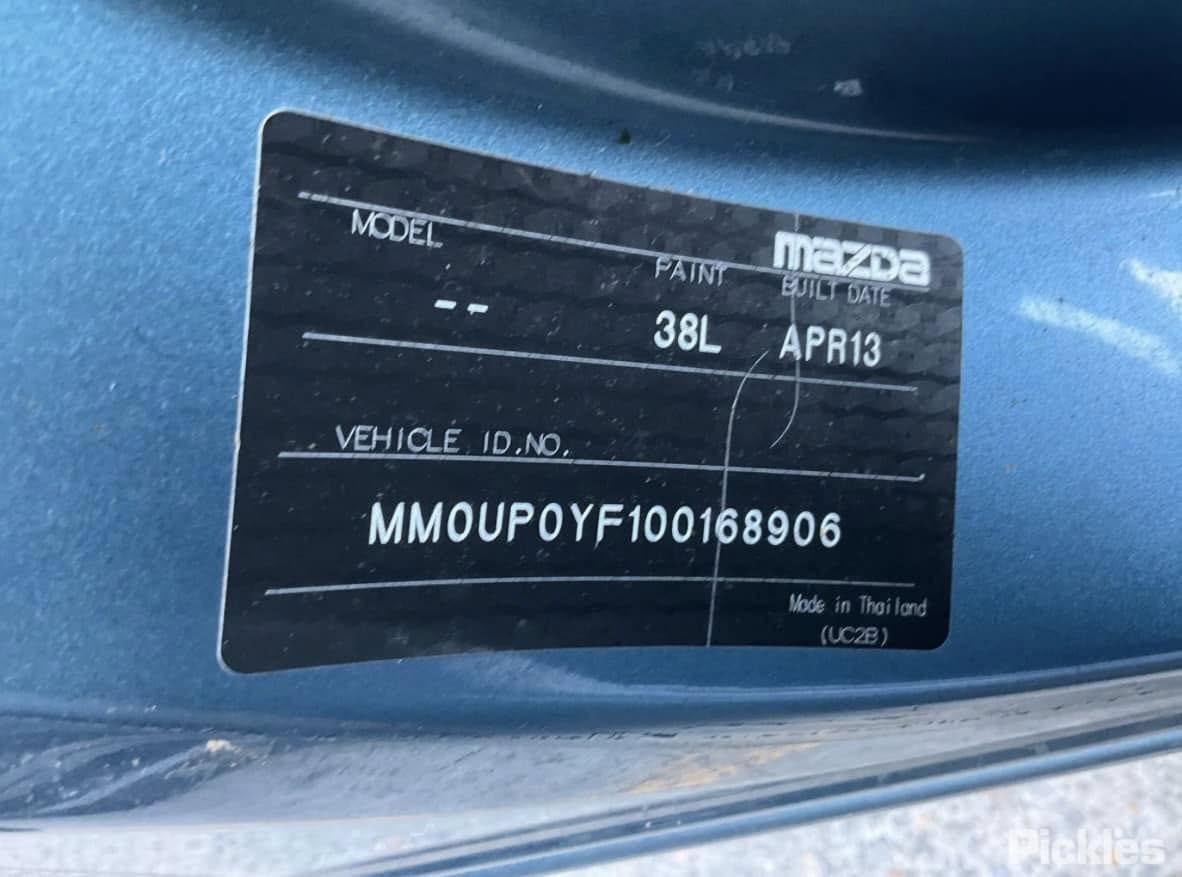 mazda
MODEL PAINT BUILT DATE
-- 38L APR13
VEHICLE ID.NO.
MM0UP0YF100168906
Made in Thailand
(UC2B)
Pickles